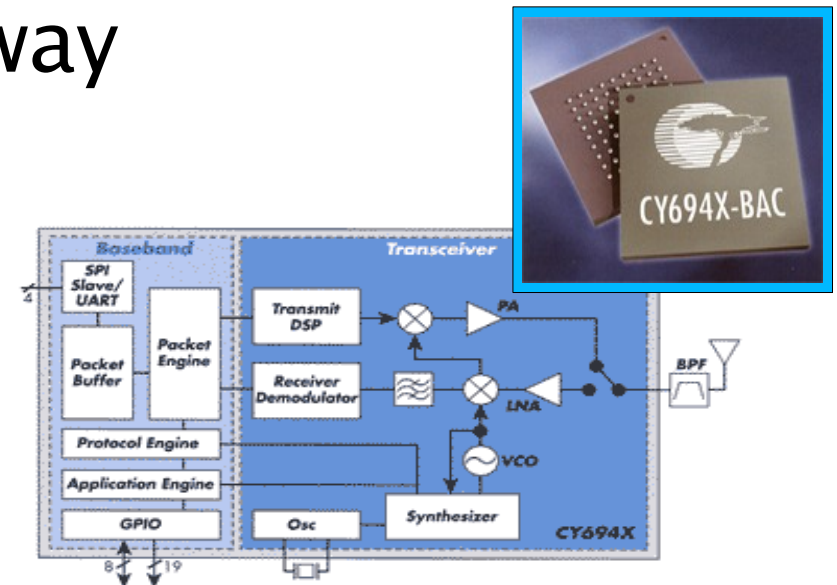 way
CY694X-BAC
Baseband
Transceiver
SPI
Slave/
UART
4
Packet
Buffer
Packet
Engine
Transmit
DSP
PA
Receiver
Demodulator
LNA
BPF
Protocol Engine
VCO
Application Engine
Synthesizer
GPIO
Osc
CY694X
8
19